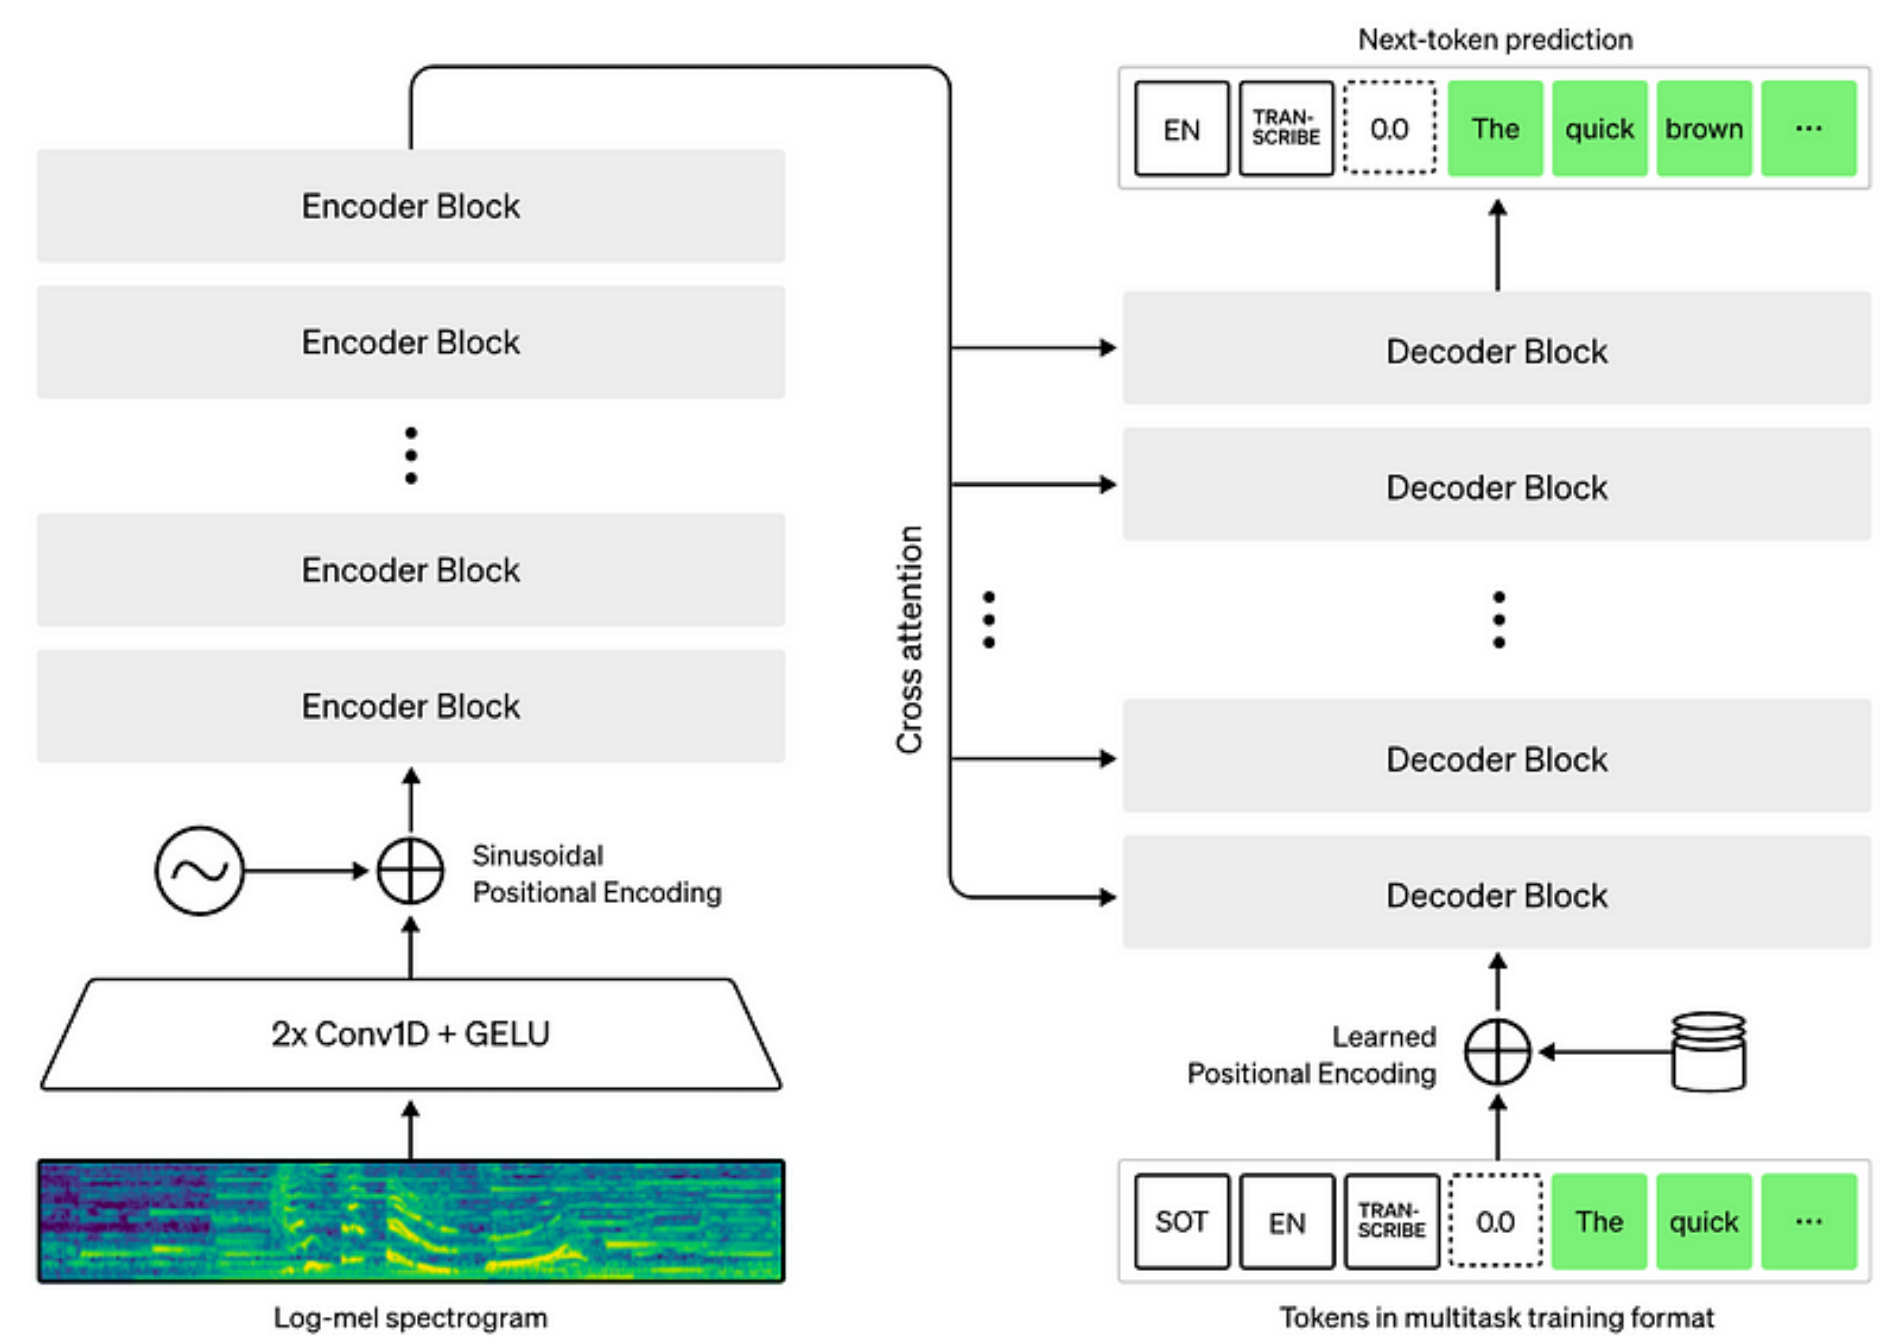 Next-token prediction
EN
TRAN-
SCRIBE
0.0
The
quick
brown
...
Encoder Block
Encoder Block
Encoder Block
Encoder Block
Sinusoidal
Positional Encoding
2x Conv1D + GELU
Log-mel spectrogram
Cross attention
Decoder Block
Decoder Block
Decoder Block
Decoder Block
Learned
Positional Encoding
SOT
EN
TRAN-
SCRIBE
0.0
The
quick
...
Tokens in multitask training format